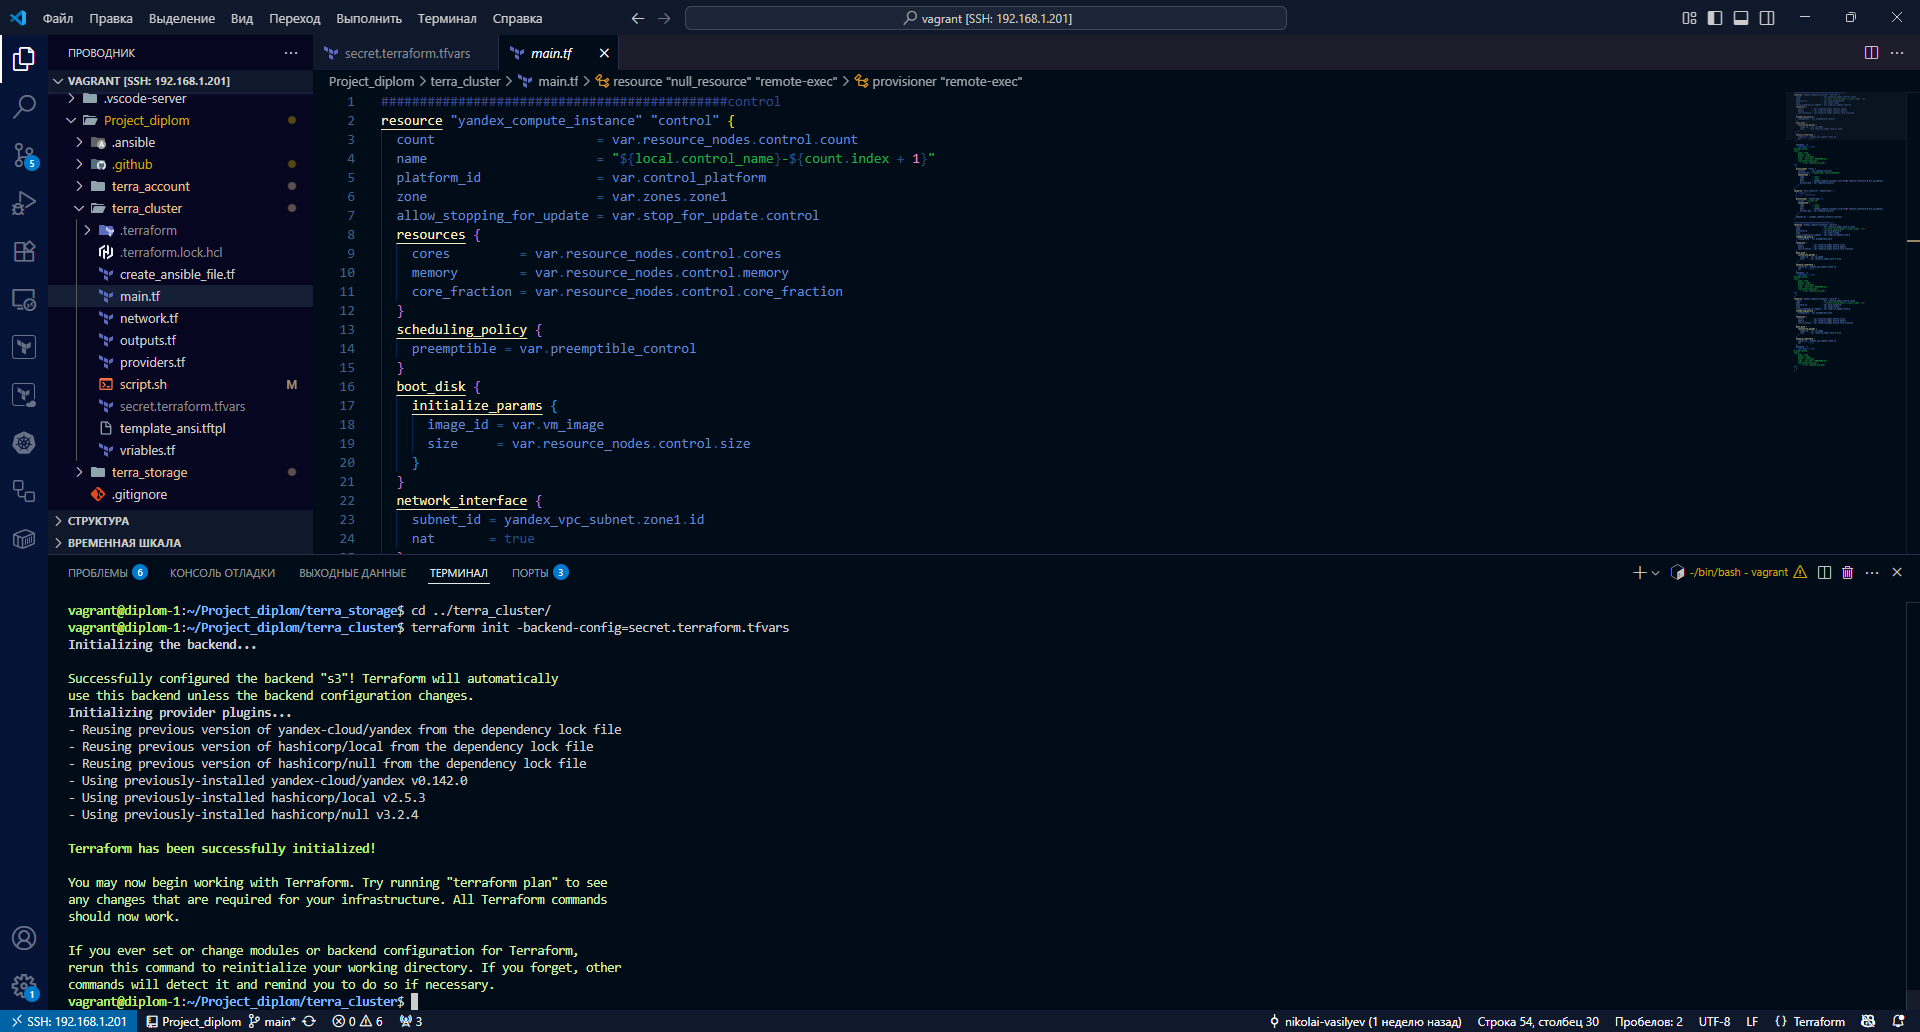 Файл Правка Выделение Вид Переход Выполнить Терминал Справка
vagrant [SSH: 192.168.1.201]
ПРОВОДНИК
VAGRANT [SSH: 192.168.1.201]
.vscode-server
Project_diplom
.ansible
.github
terra_account
terra_cluster
.terraform
.terraform.lock.hcl
create_ansible_file.tf
main.tf
network.tf
outputs.tf
providers.tf
script.sh M
secret.terraform.tfvars
template_ansi.tftpl
vriables.tf
terra_storage
.gitignore
СТРУКТУРА
ВРЕМЕННАЯ ШКАЛА
5
1
secret.terraform.tfvars main.tf
Project_diplom > terra_cluster > main.tf > resource "null_resource" "remote-exec" > provisioner "remote-exec"
1 #############################################control
2 resource "yandex_compute_instance" "control" {
3 count = var.resource_nodes.control.count
4 name = "${local.control_name}-${count.index + 1}"
5 platform_id = var.control_platform
6 zone = var.zones.zone1
7 allow_stopping_for_update = var.stop_for_update.control
8 resources {
9 cores = var.resource_nodes.control.cores
10 memory = var.resource_nodes.control.memory
11 core_fraction = var.resource_nodes.control.core_fraction
12 }
13 scheduling_policy {
14 preemptible = var.preemptible_control
15 }
16 boot_disk {
17 initialize_params {
18 image_id = var.vm_image
19 size = var.resource_nodes.control.size
20 }
21 }
22 network_interface {
23 subnet_id = yandex_vpc_subnet.zone1.id
24 nat = true
ПРОБЛЕМЫ 6 КОНСОЛЬ ОТЛАДКИ ВЫХОДНЫЕ ДАННЫЕ ТЕРМИНАЛ ПОРТЫ 3
-/bin/bash - vagrant
vagrant@diplom-1:~/Project_diplom/terra_storage$ cd ../terra_cluster/
vagrant@diplom-1:~/Project_diplom/terra_cluster$ terraform init -backend-config=secret.terraform.tfvars
Initializing the backend...
Successfully configured the backend "s3"! Terraform will automatically
use this backend unless the backend configuration changes.
Initializing provider plugins...
- Reusing previous version of yandex-cloud/yandex from the dependency lock file
- Reusing previous version of hashicorp/local from the dependency lock file
- Reusing previous version of hashicorp/null from the dependency lock file
- Using previously-installed yandex-cloud/yandex v0.142.0
- Using previously-installed hashicorp/local v2.5.3
- Using previously-installed hashicorp/null v3.2.4
Terraform has been successfully initialized!
You may now begin working with Terraform. Try running "terraform plan" to see
any changes that are required for your infrastructure. All Terraform commands
should now work.
If you ever set or change modules or backend configuration for Terraform,
rerun this command to reinitialize your working directory. If you forget, other
commands will detect it and remind you to do so if necessary.
vagrant@diplom-1:~/Project_diplom/terra_cluster$
SSH: 192.168.1.201 Project_diplom main* 0 6 3 nikolai-vasilyev (1 неделю назад) Строка 54, столбец 30 Пробелов: 2 UTF-8 LF {} Terraform